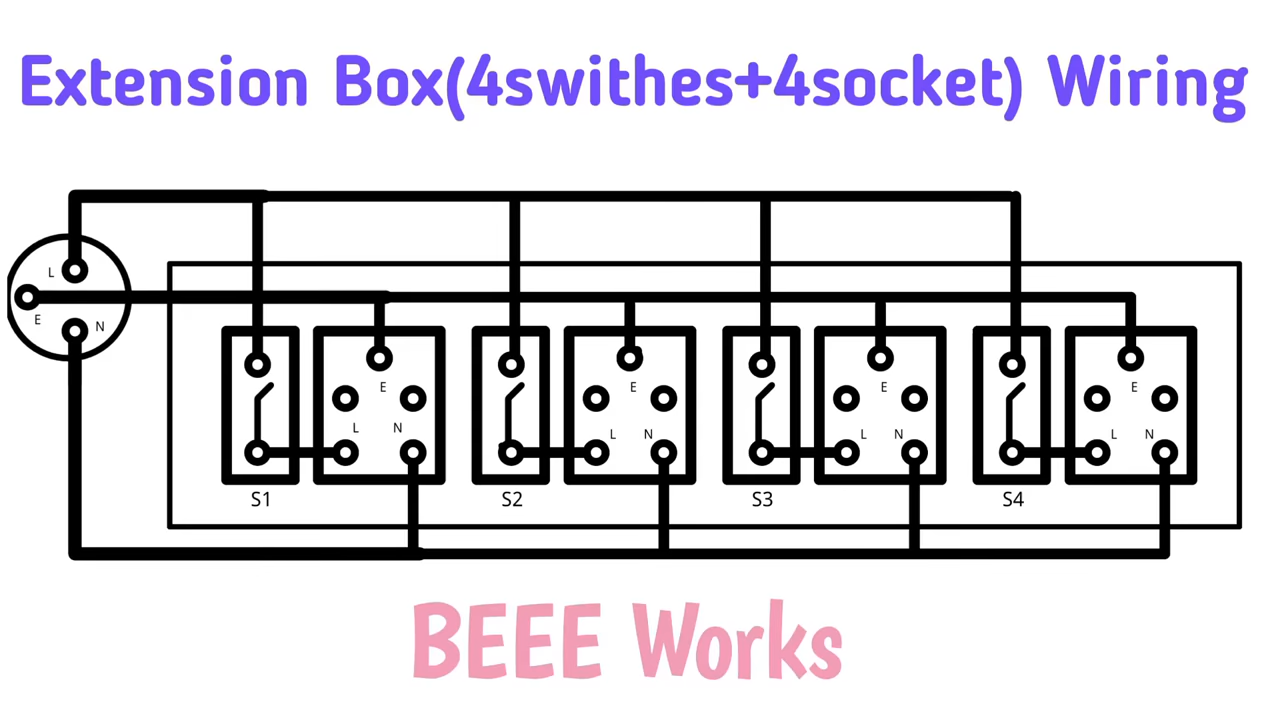 Extension Box(4swithes+4socket) Wiring
L
E
N
E
L N
S1
E
L N
S2
E
L N
S3
E
L N
S4
BEEE Works